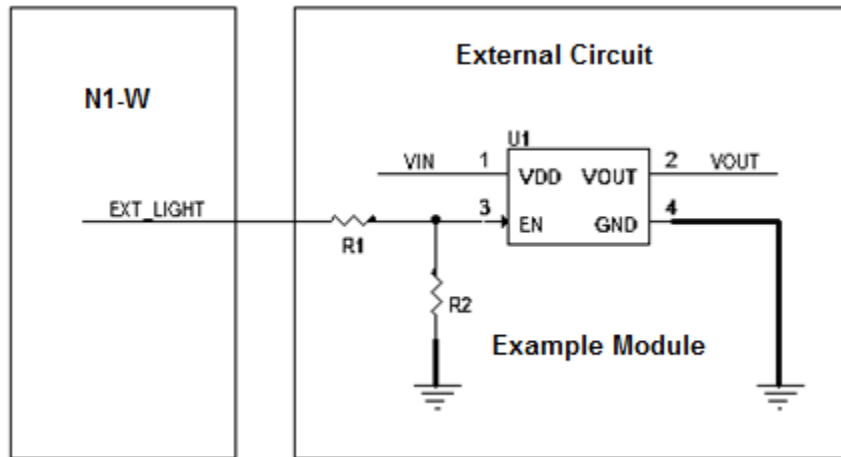 External Circuit
N1-W
U1
VIN 1 2 VOUT
VDD VOUT
EXT_LIGHT 3 4
EN GND
R1
R2
Example Module